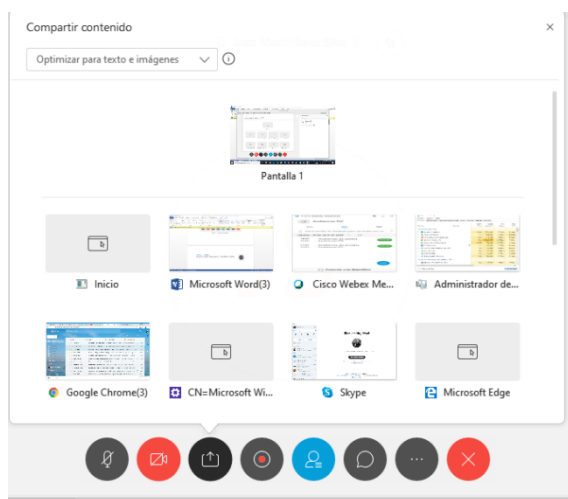 Compartir contenido
Optimizar para texto e imágenes
Pantalla 1
Inicio
Microsoft Word(3)
Cisco Webex Me...
Administrador de...
Google Chrome(3)
CN=Microsoft Wi...
Skype
Microsoft Edge